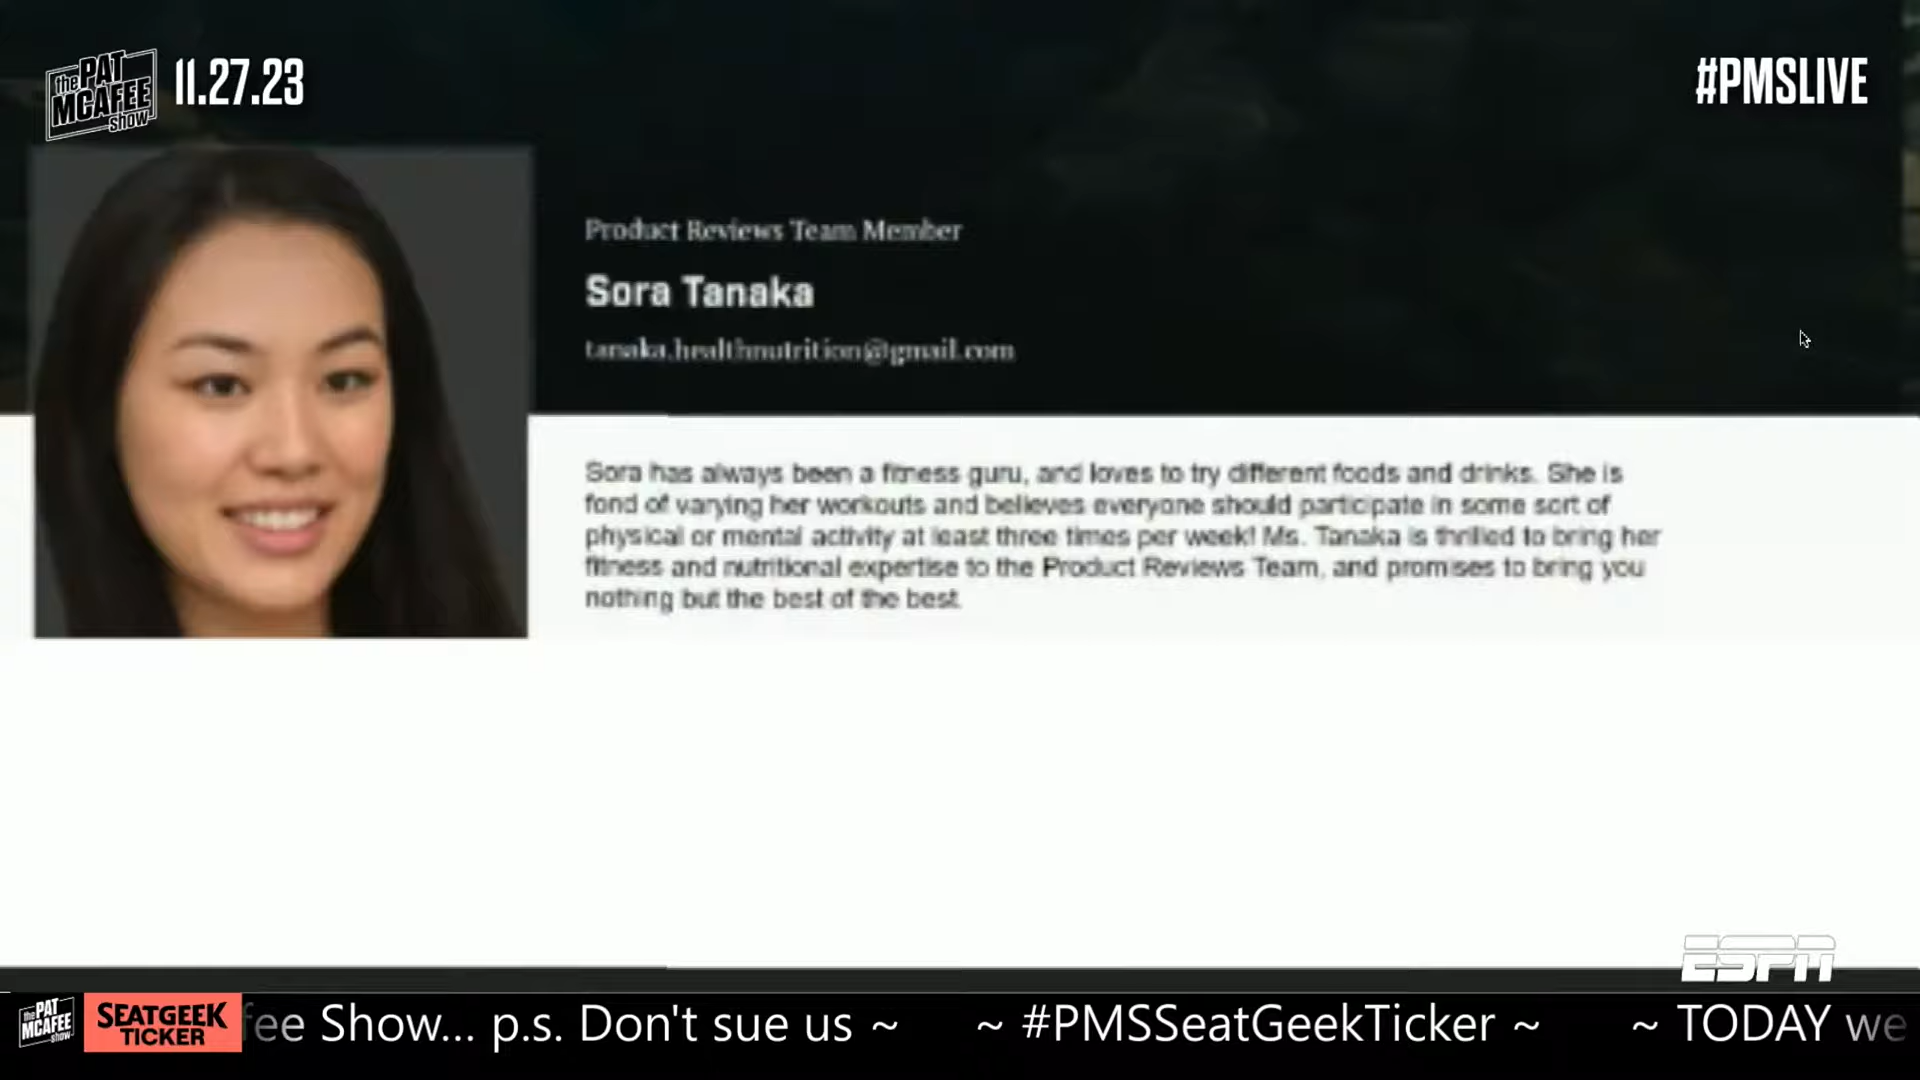 the PAT MCAFEE show
11.27.23
#PMSLIVE
Product Reviews Team Member
Sora Tanaka
tanaka.healthnutrition@gmail.com
Sora has always been a fitness guru, and loves to try different foods and drinks. She is
fond of varying her workouts and believes everyone should participate in some sort of
physical or mental activity at least three times per week! Ms. Tanaka is thrilled to bring her
fitness and nutritional expertise to the Product Reviews Team, and promises to bring you
nothing but the best of the best.
ESPN
the PAT MCAFEE show
SEATGEEK
TICKER
fee Show... p.s. Don't sue us ~ ~ #PMSSeatGeekTicker ~ ~ TODAY we